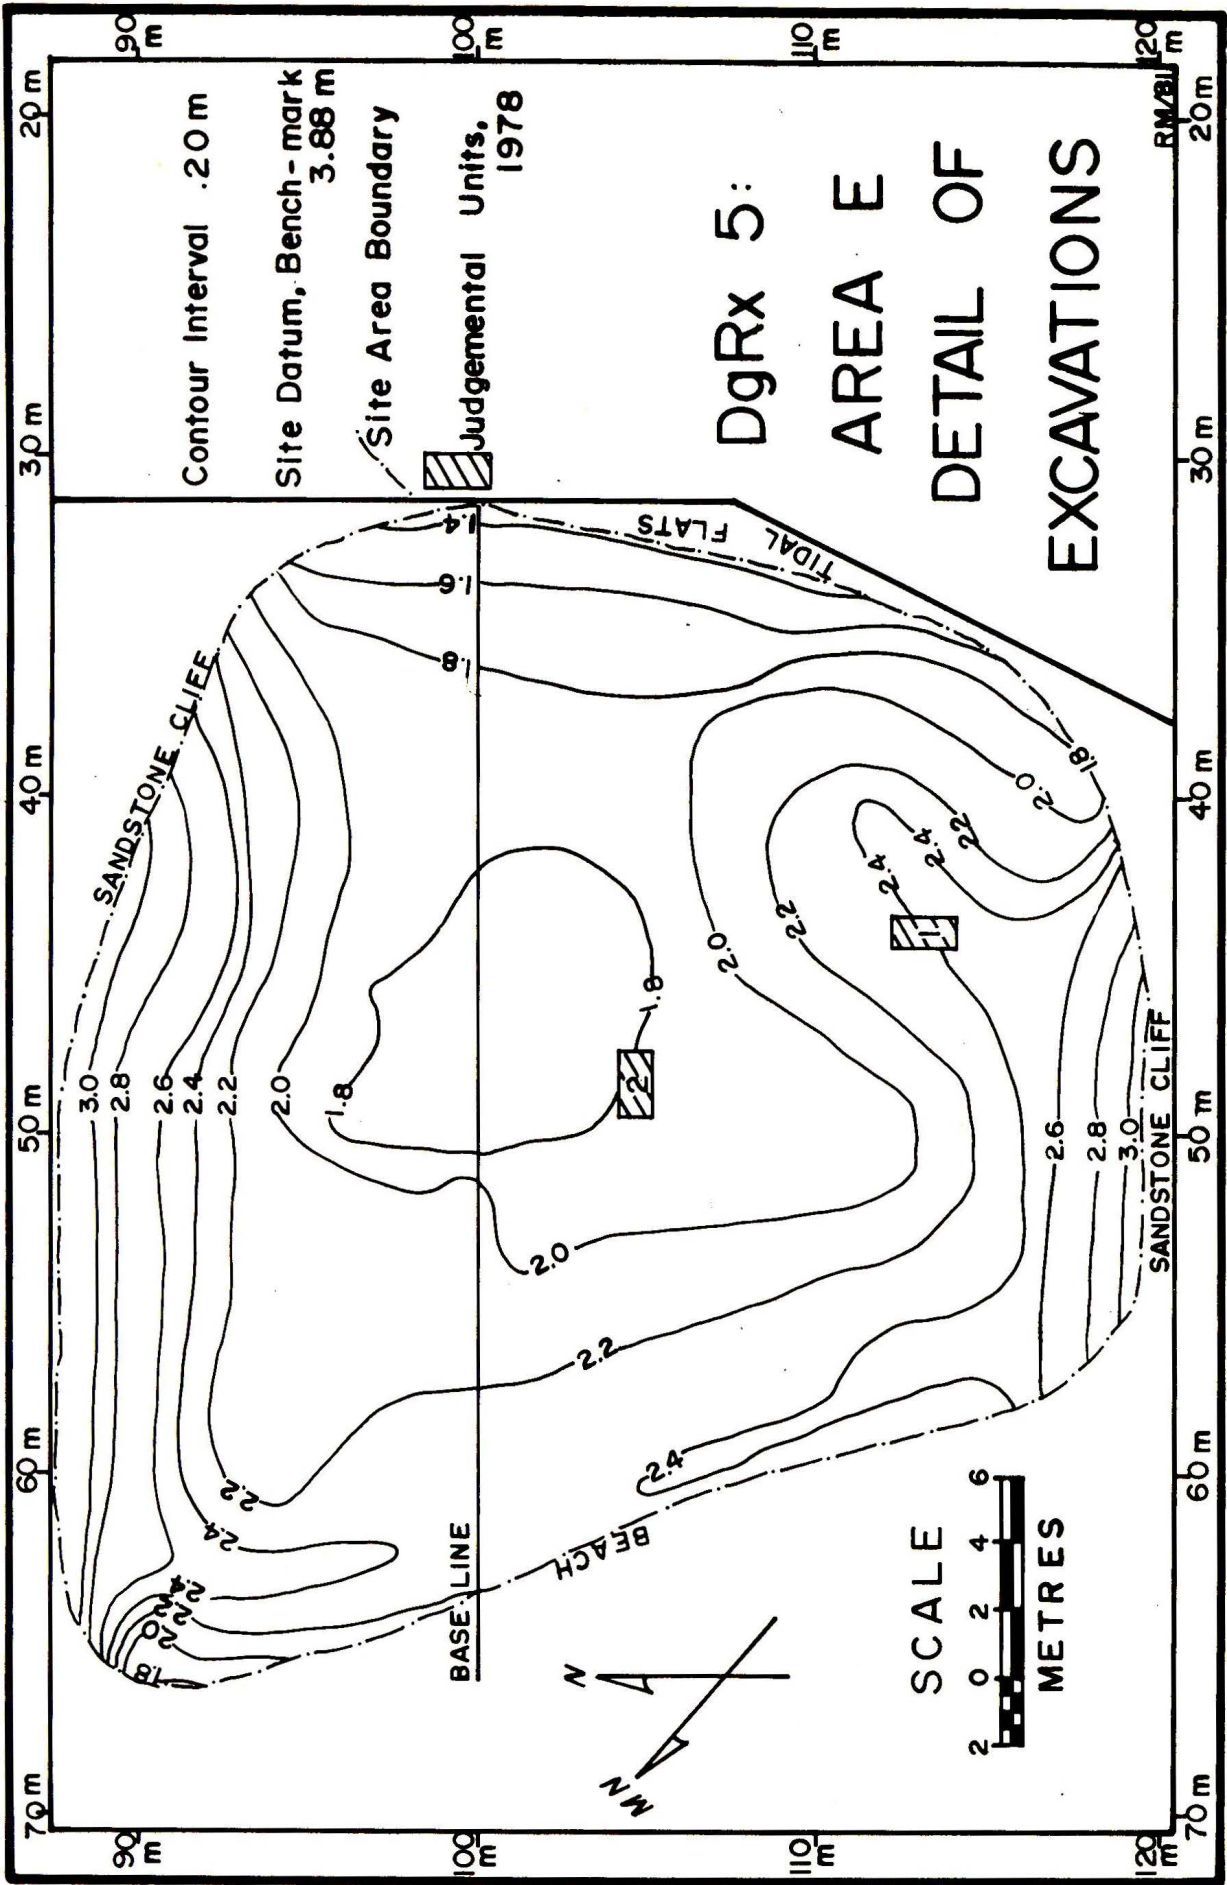 DgRx 5:
AREA E
DETAIL OF
EXCAVATIONS
Contour Interval .20 m
Site Datum, Bench-mark
3.88 m
Site Area Boundary
Judgemental Units,
1978
RM/BL
SANDSTONE CLIFF
SANDSTONE CLIFF
TIDAL
FLATS
BEACH
BASE LINE
N
MN
SCALE
2 0 2 4 6
METRES
70 m
60 m
50 m
40 m
30 m
20 m
90
m
100
m
110
m
120
m
90
m
100
m
110
m
120
m
70 m
60 m
50 m
40 m
30 m
20 m
3.0
2.8
2.6
2.4
2.2
2.0
1.8
1.8
2.0
2.2
2.4
2.2
2.4
2.4
2.2
2.0
1.8
2.0
2.2
2.4
2.4
2.2
2.0
1.8
1.8
1.6
1.4
2.6
2.8
3.0
1
2